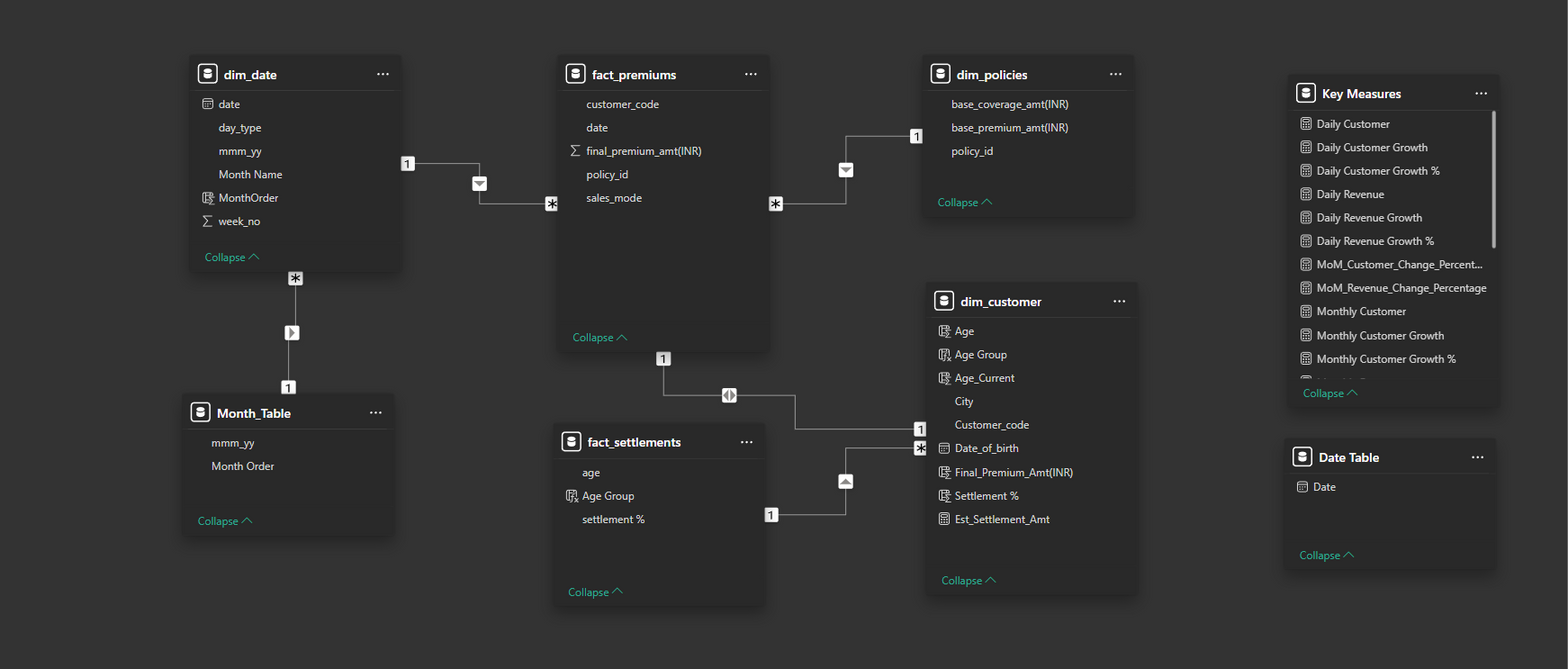 dim_date
date
day_type
mmm_yy
Month Name
MonthOrder
week_no
Collapse
fact_premiums
customer_code
date
final_premium_amt(INR)
policy_id
sales_mode
Collapse
dim_policies
base_coverage_amt(INR)
base_premium_amt(INR)
policy_id
Collapse
Key Measures
Daily Customer
Daily Customer Growth
Daily Customer Growth %
Daily Revenue
Daily Revenue Growth
Daily Revenue Growth %
MoM_Customer_Change_Percent...
MoM_Revenue_Change_Percentage
Monthly Customer
Monthly Customer Growth
Monthly Customer Growth %
Collapse
1
*
*
1
*
1
1
1
*
1
Month_Table
mmm_yy
Month Order
Collapse
fact_settlements
age
Age Group
settlement %
Collapse
dim_customer
Age
Age Group
Age_Current
City
Customer_code
Date_of_birth
Final_Premium_Amt(INR)
Settlement %
Est_Settlement_Amt
Collapse
Date Table
Date
Collapse